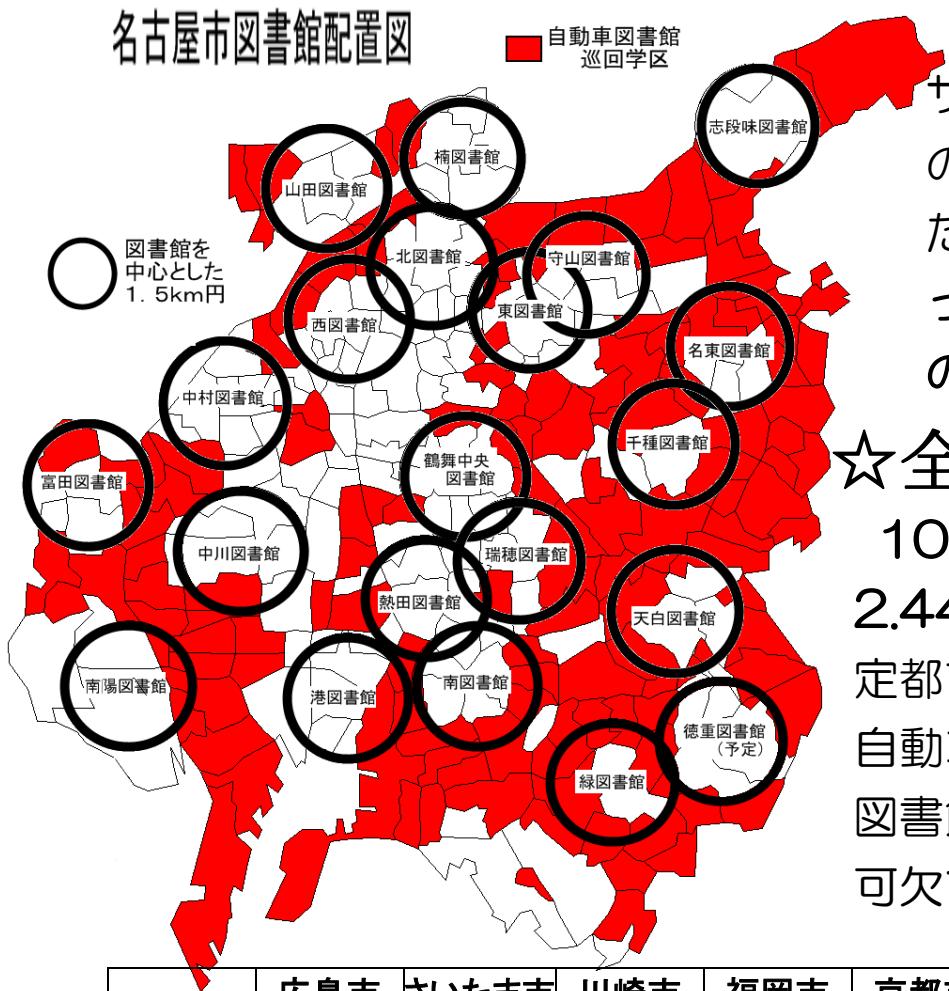 名古屋市図書館配置図
自動車図書館
巡回学区
図書館を
中心とした
1.5km円
志段味図書館
楠図書館
山田図書館
北図書館
守山図書館
東図書館
西図書館
名東図書館
中村図書館
千種図書館
鶴舞中央
図書館
富田図書館
中川図書館
瑞穂図書館
熱田図書館
天白図書館
南陽図書館
港図書館
南図書館
徳重図書館
(予定)
緑図書館
サ
の
た
つ
の
☆全
10
2.44
定都
自動
図書
可欠
広島市 さいたま市 川崎市 福岡市 京都